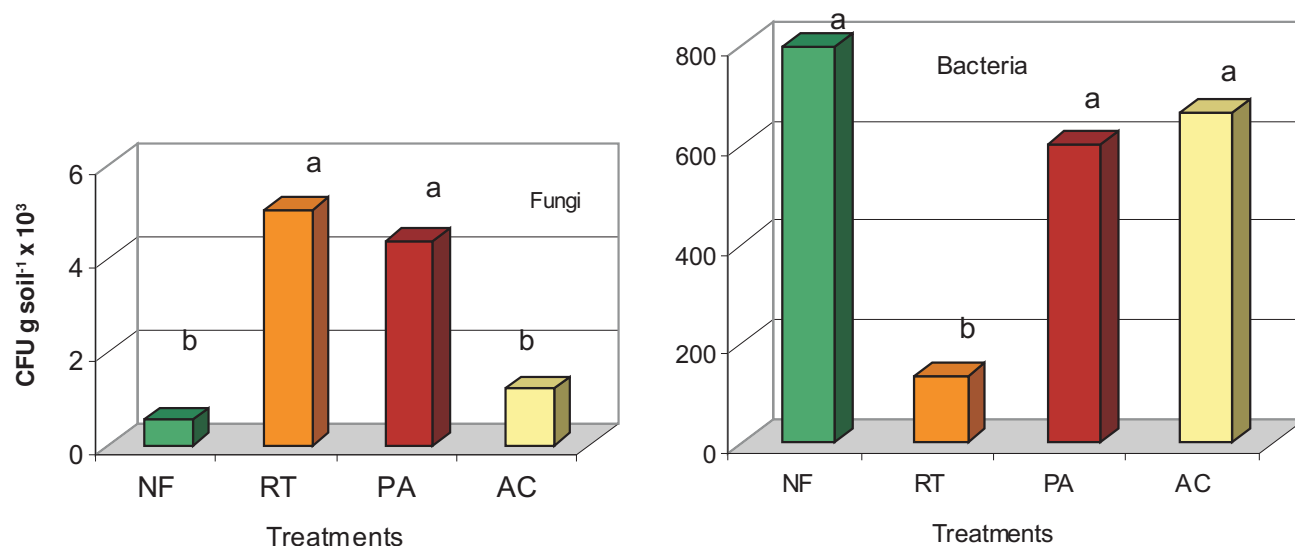 CFU g soil⁻¹ x 10³
6
4
2
0
a
a
b
b
Fungi
NF RT PA AC
Treatments
800
600
400
200
0
a
Bacteria
a
a
b
NF RT PA AC
Treatments